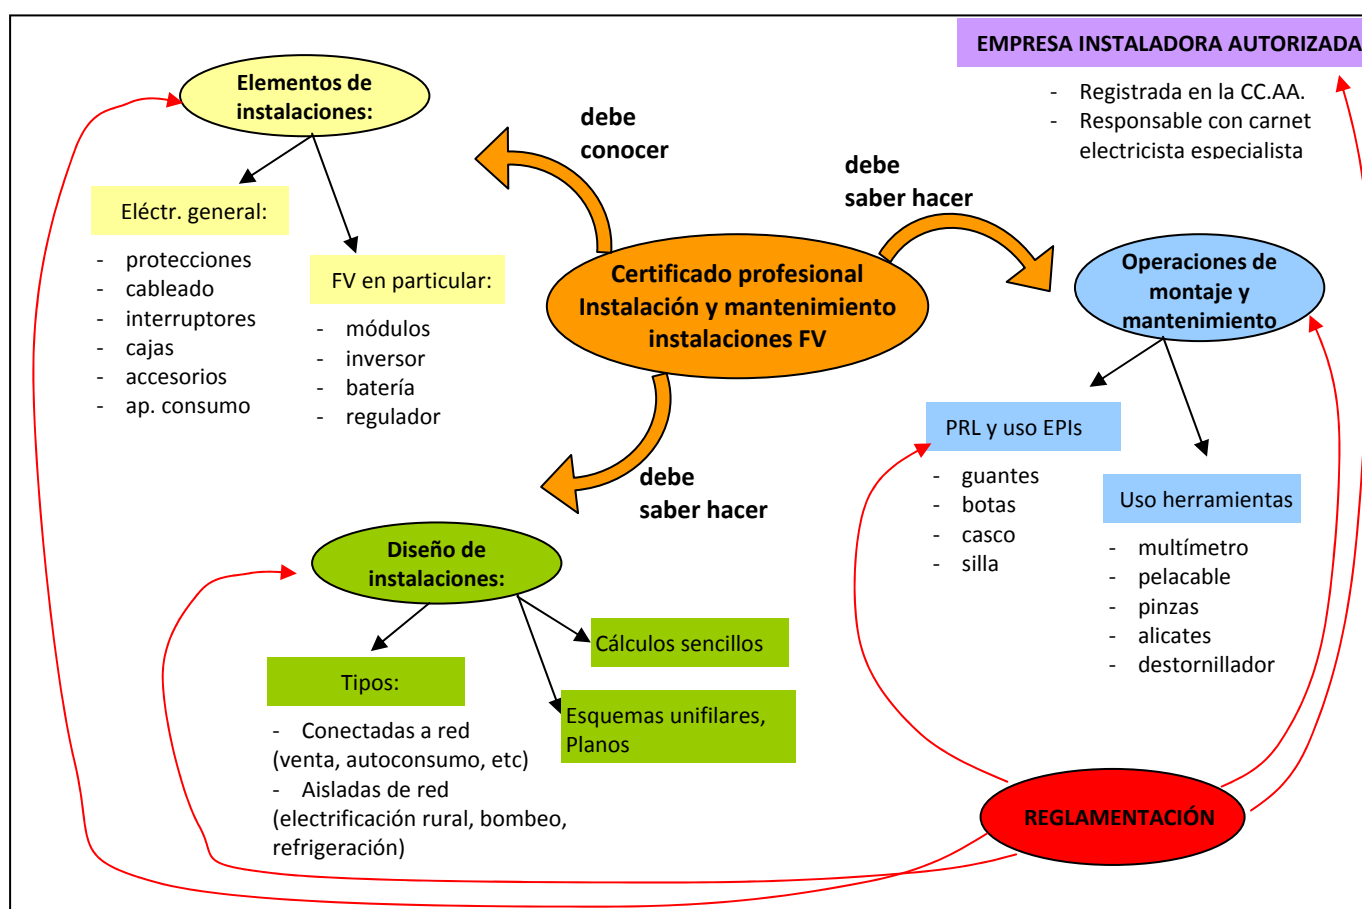 EMPRESA INSTALADORA AUTORIZADA
- Registrada en la CC.AA.
- Responsable con carnet
electricista especialista
Elementos de
instalaciones:
debe
conocer
debe
saber hacer
Eléctr. general:
- protecciones
- cableado
- interruptores
- cajas
- accesorios
- ap. consumo
FV en particular:
- módulos
- inversor
- batería
- regulador
Certificado profesional
Instalación y mantenimiento
instalaciones FV
Operaciones de
montaje y
mantenimiento
PRL y uso EPIs
- guantes
- botas
- casco
- silla
Uso herramientas
- multímetro
- pelacable
- pinzas
- alicates
- destornillador
debe
saber hacer
Diseño de
instalaciones:
Cálculos sencillos
Tipos:
- Conectadas a red
(venta, autoconsumo, etc)
- Aisladas de red
(electrificación rural, bombeo,
refrigeración)
Esquemas unifilares,
Planos
REGLAMENTACIÓN